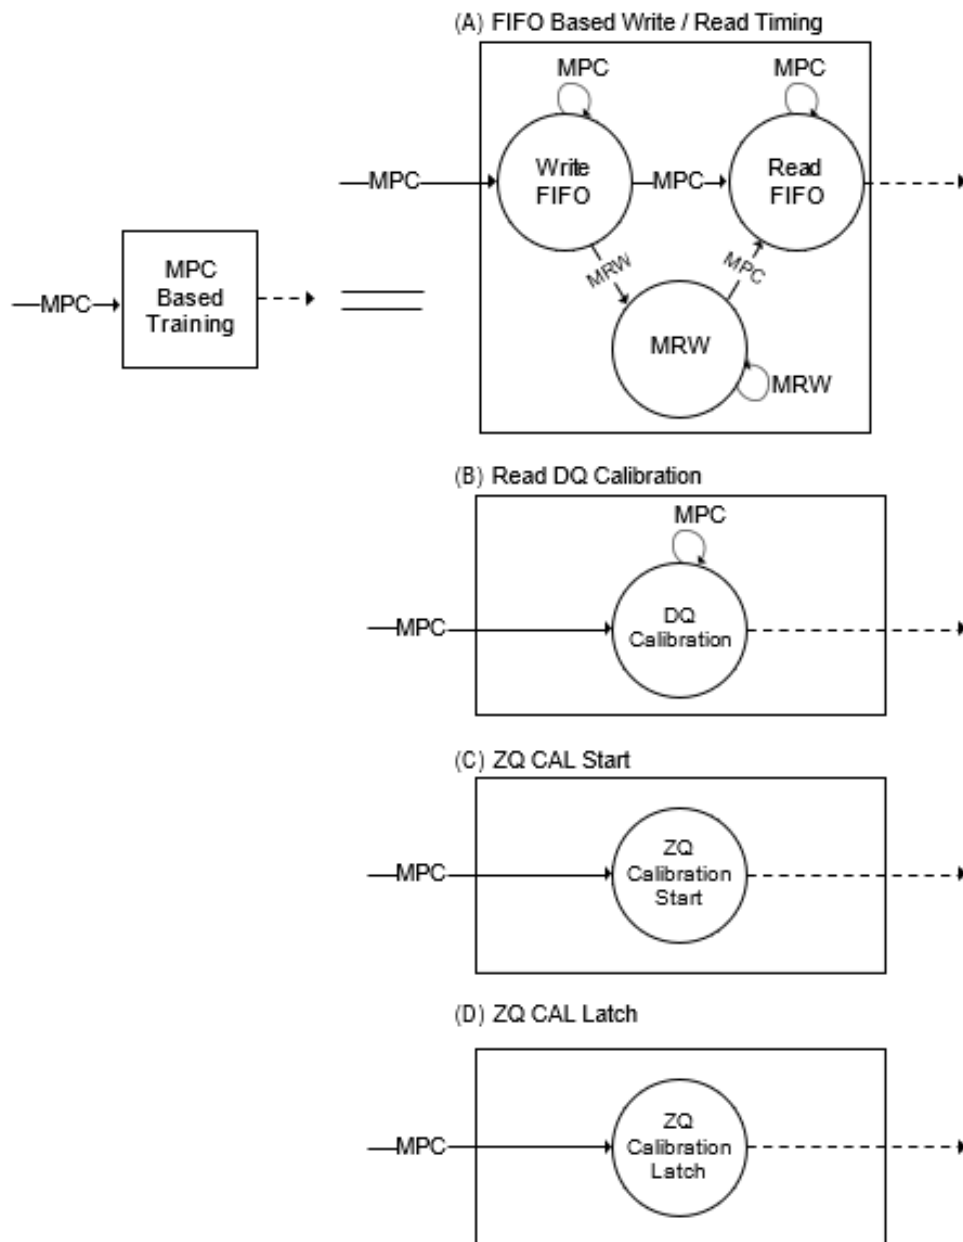 (A) FIFO Based Write / Read Timing
MPC
MPC
MPC
Write
FIFO
MPC
Read
FIFO
MRW
MPC
MRW
MRW
MPC
MPC
Based
Training
(B) Read DQ Calibration
MPC
MPC
DQ
Calibration
(C) ZQ CAL Start
MPC
ZQ
Calibration
Start
(D) ZQ CAL Latch
MPC
ZQ
Calibration
Latch